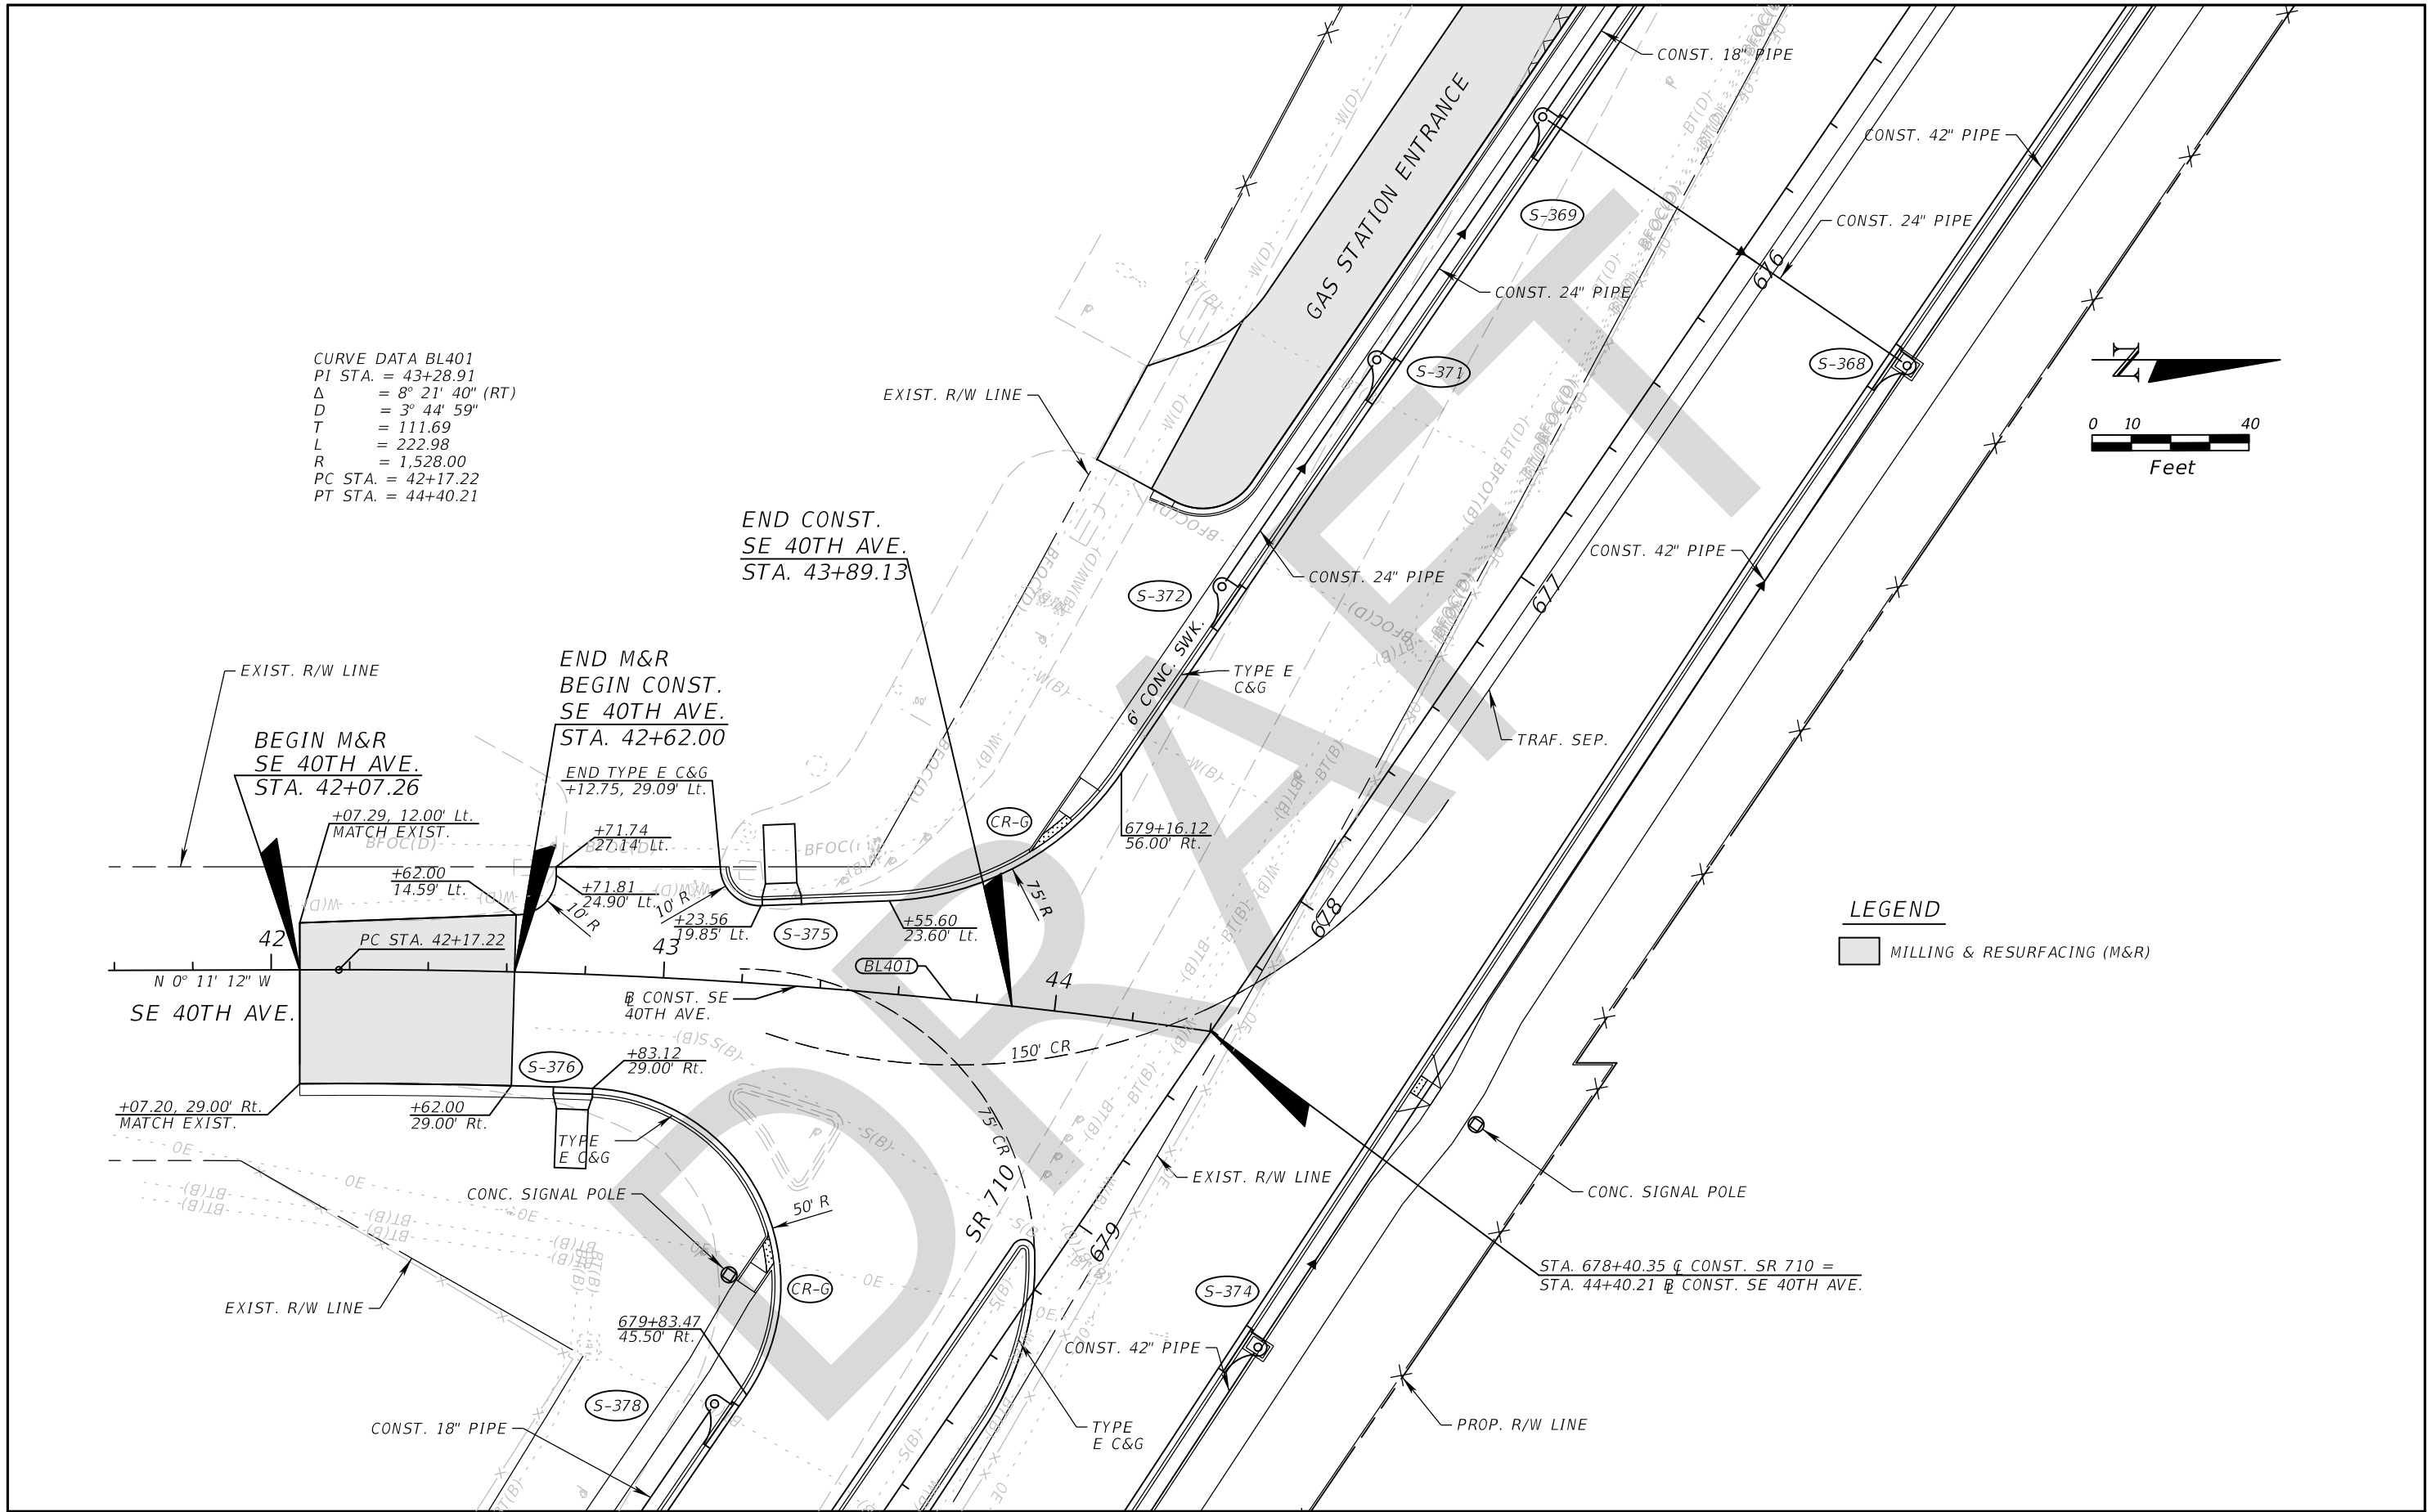 CONST. 18" PIPE
CONST. 42" PIPE
GAS STATION ENTRANCE
S-369
CONST. 24" PIPE
676
CONST. 24" PIPE
CURVE DATA BL401
PI STA. = 43+28.91
Δ = 8° 21' 40" (RT)
D = 3° 44' 59"
T = 111.69
L = 222.98
R = 1,528.00
PC STA. = 42+17.22
PT STA. = 44+40.21
EXIST. R/W LINE
S-371
S-368
N
0 10 40
Feet
END CONST.
SE 40TH AVE.
STA. 43+89.13
CONST. 42" PIPE
CONST. 24" PIPE
S-372
677
6' CONC. SWK.
TYPE E
C&G
TRAF. SEP.
EXIST. R/W LINE
END M&R
BEGIN CONST.
SE 40TH AVE.
STA. 42+62.00
BEGIN M&R
SE 40TH AVE.
STA. 42+07.26
END TYPE E C&G
+12.75, 29.09' Lt.
+07.29, 12.00' Lt.
MATCH EXIST.
+71.74
27.14' Lt.
CR-G
679+16.12
56.00' Rt.
+62.00
14.59' Lt.
+71.81
24.90' Lt.
10' R
10' R
75' R
+23.56
19.85' Lt.
S-375
+55.60
23.60' Lt.
678
LEGEND
MILLING & RESURFACING (M&R)
42
PC STA. 42+17.22
43
BL401
44
N 0° 11' 12" W
SE 40TH AVE.
B CONST. SE
40TH AVE.
150' CR
75' CR
S-376
+83.12
29.00' Rt.
+07.20, 29.00' Rt.
MATCH EXIST.
+62.00
29.00' Rt.
TYPE
E C&G
CONC. SIGNAL POLE
50' R
SR 710
679
EXIST. R/W LINE
CONC. SIGNAL POLE
STA. 678+40.35 ℄ CONST. SR 710 =
STA. 44+40.21 B CONST. SE 40TH AVE.
EXIST. R/W LINE
CR-G
S-374
679+83.47
45.50' Rt.
CONST. 42" PIPE
S-378
CONST. 18" PIPE
TYPE
E C&G
PROP. R/W LINE
DRAFT
BFOC(D)
BFOC(D)
W(D)
W(D)
W(D)
W(D)
BT(B)
BT(D)
BFOC(D)
W(B)
W(B)
S(B)
S(B)
BT(B)
BT(B)
BT(B)
OE
OE
OE